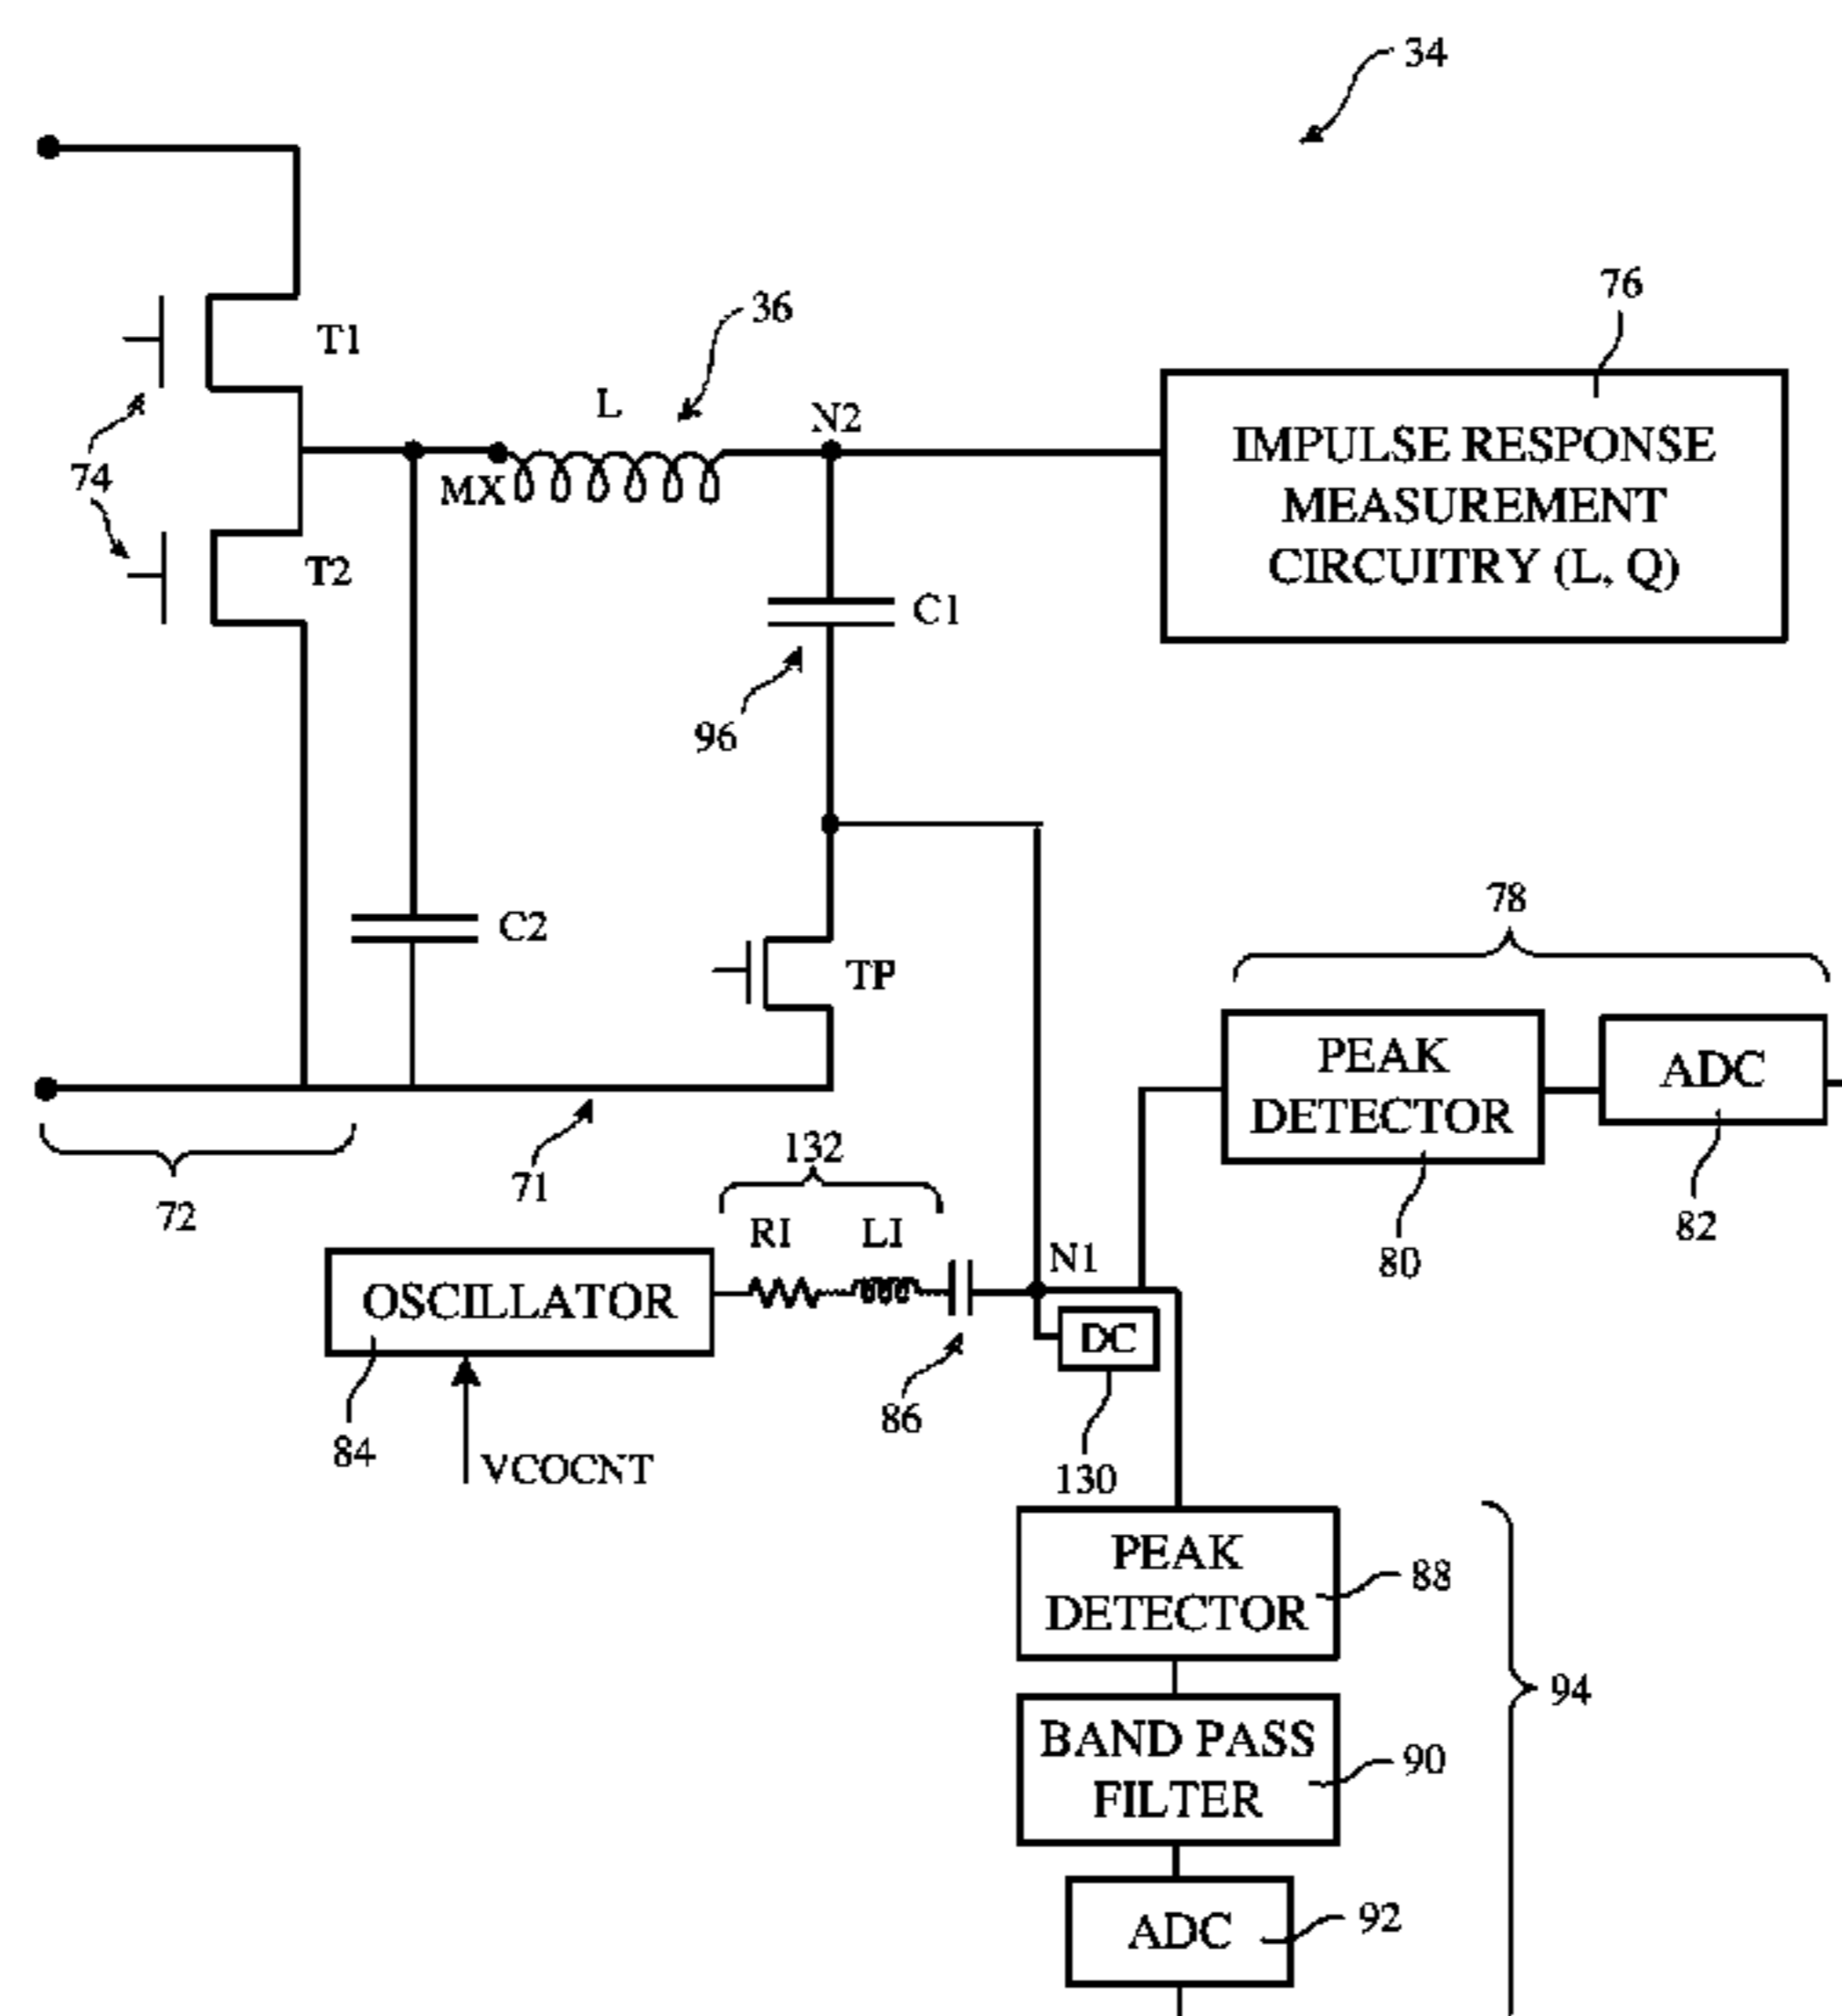 34
76
36
T1
L
N2
IMPULSE RESPONSE
MEASUREMENT
CIRCUITRY (L, Q)
74
MX
T2
C1
96
78
C2
TP
PEAK
DETECTOR
ADC
72
71
132
82
80
RI
LI
N1
OSCILLATOR
DC
86
84
VCOCNT
130
PEAK
DETECTOR
88
94
BAND PASS
FILTER
90
ADC
92